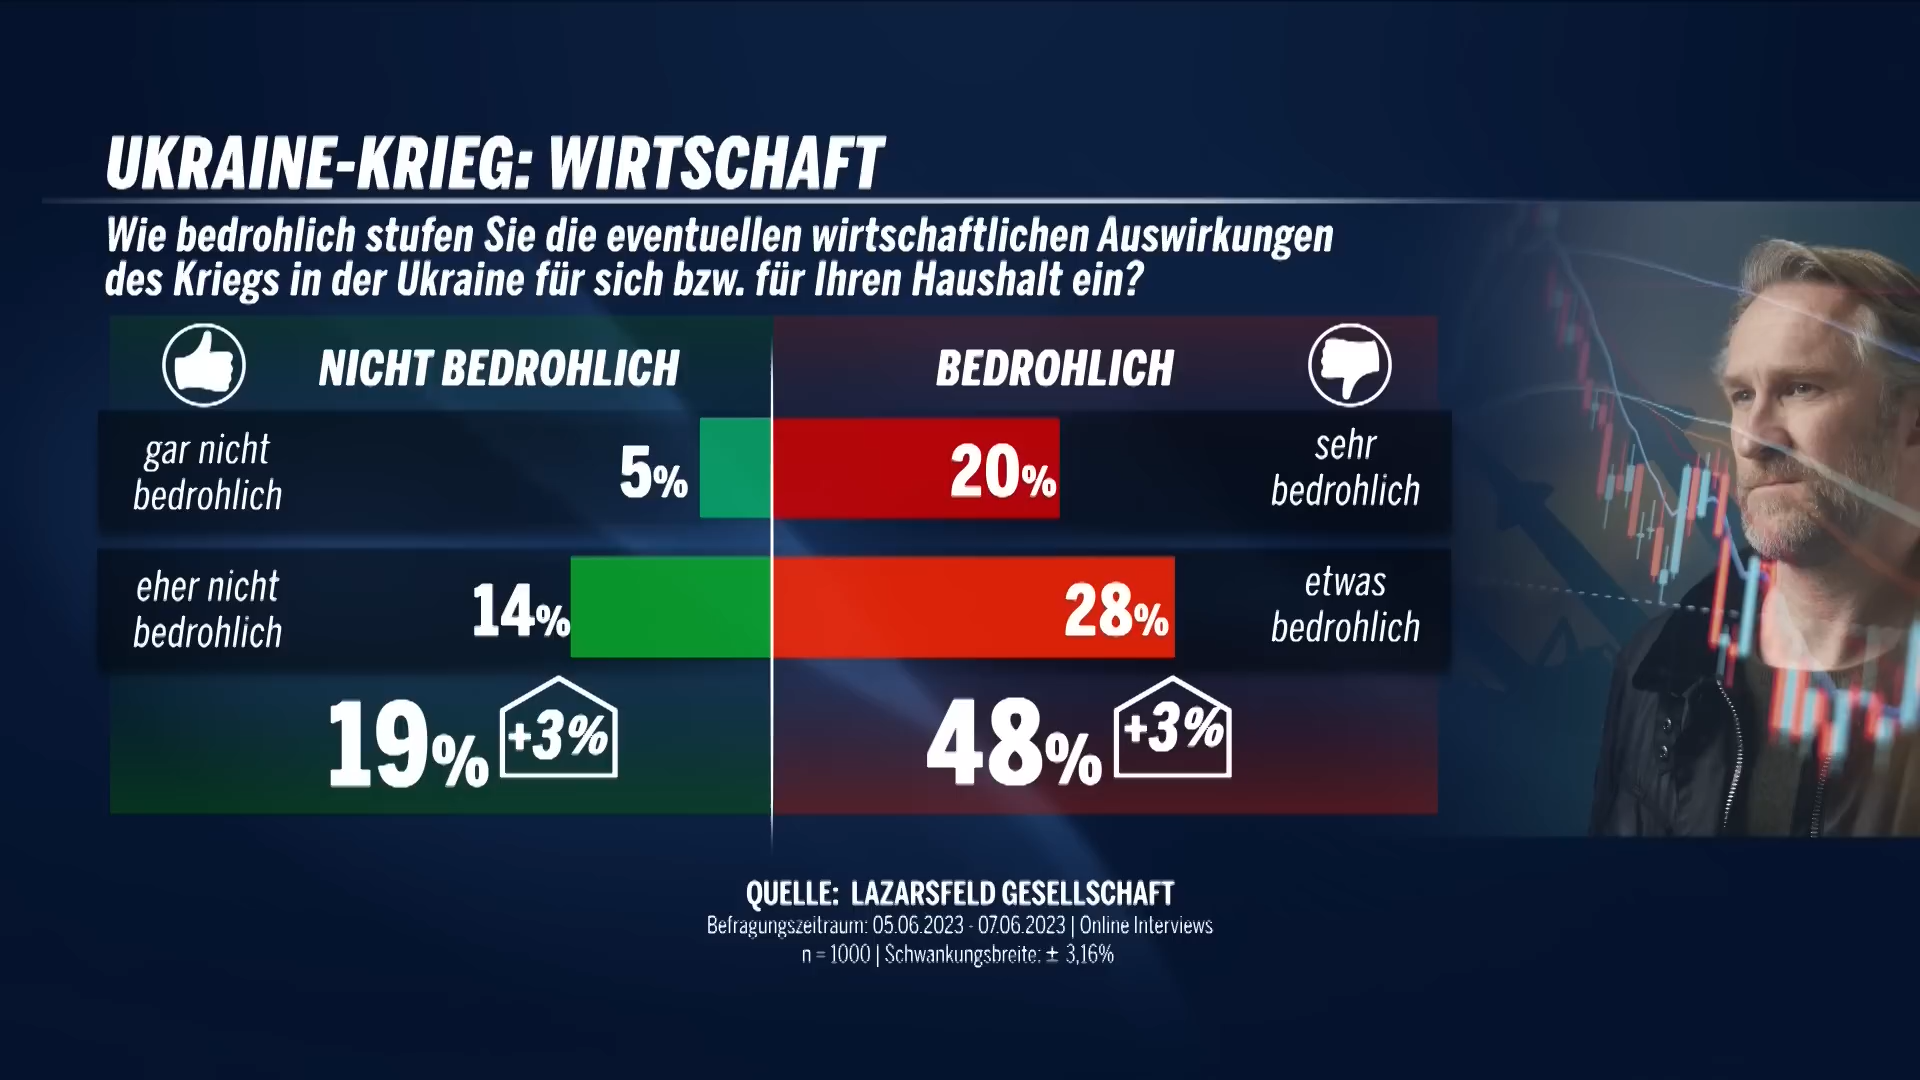 UKRAINE-KRIEG: WIRTSCHAFT
Wie bedrohlich stufen Sie die eventuellen wirtschaftlichen Auswirkungen
des Kriegs in der Ukraine für sich bzw. für Ihren Haushalt ein?
NICHT BEDROHLICH
BEDROHLICH
gar nicht
bedrohlich
5%
20%
sehr
bedrohlich
eher nicht
bedrohlich
14%
28%
etwas
bedrohlich
19% +3%
48% +3%
QUELLE: LAZARSFELD GESELLSCHAFT
Befragungszeitraum: 05.06.2023 - 07.06.2023 | Online Interviews
n = 1000 | Schwankungsbreite: ± 3,16%